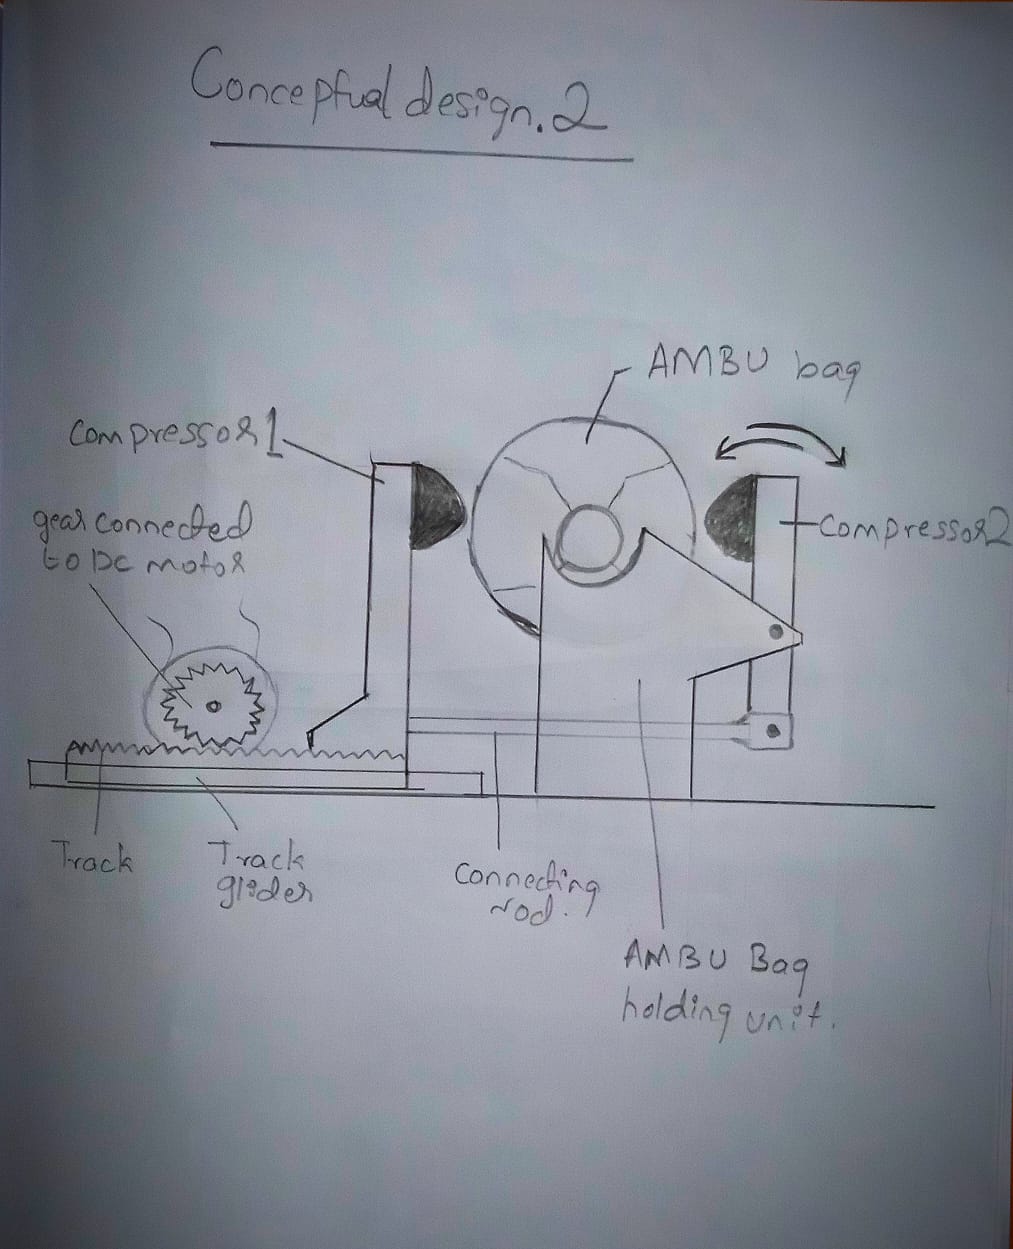 Conceptual design.2
AMBU bag
Compressor1
gear connected
to DC motor
Compressor2
Track
Track
glider
Connecting
rod.
AMBU Bag
holding unit.